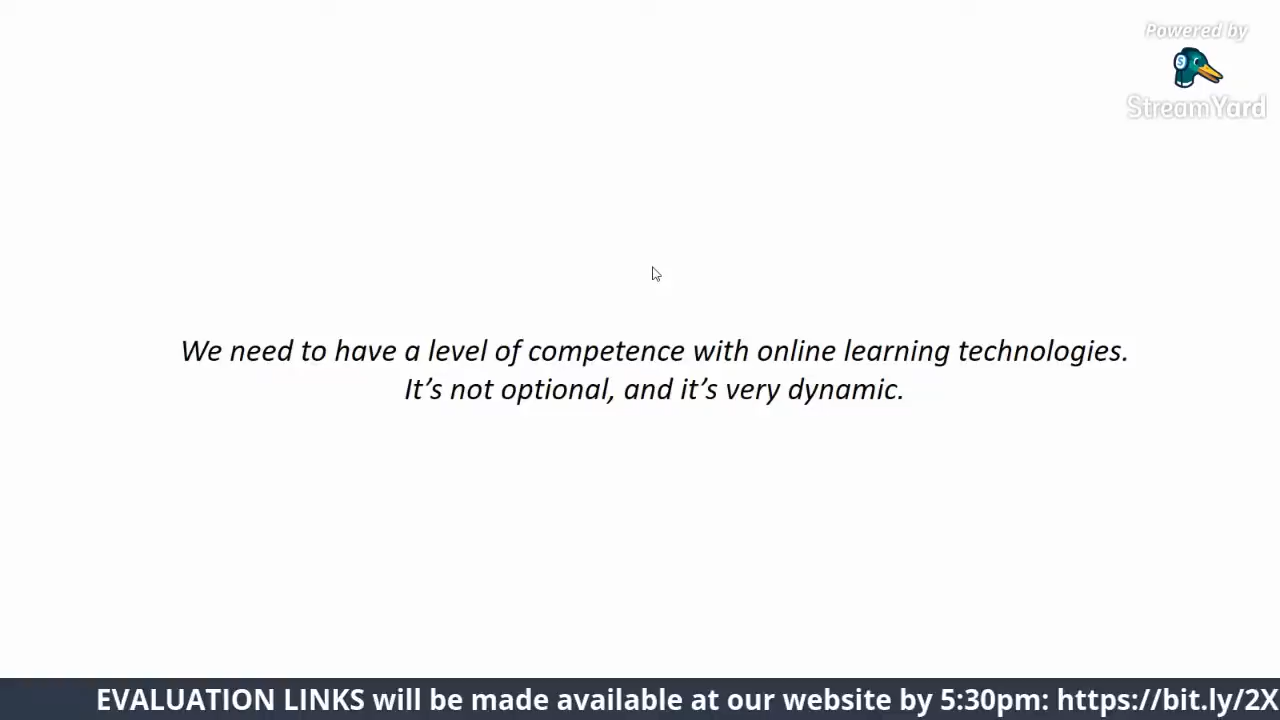 Powered by
S
StreamYard
We need to have a level of competence with online learning technologies.
It’s not optional, and it’s very dynamic.
EVALUATION LINKS will be made available at our website by 5:30pm: https://bit.ly/2X